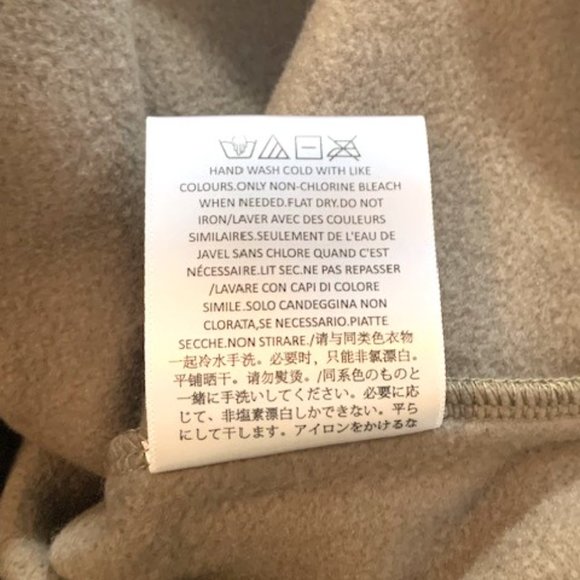 HAND WASH COLD WITH LIKE
COLOURS.ONLY NON-CHLORINE BLEACH
WHEN NEEDED.FLAT DRY.DO NOT
IRON/LAVER AVEC DES COULEURS
SIMILAIRES.SEULEMENT DE L'EAU DE
JAVEL SANS CHLORE QUAND C'EST
NÉCESSAIRE.LIT SEC.NE PAS REPASSER
/LAVARE CON CAPI DI COLORE
SIMILE.SOLO CANDEGGINA NON
CLORATA,SE NECESSARIO.PIATTE
SECCHE.NON STIRARE./请与同类色衣物
一起冷水手洗。必要时，只能非氯漂白。
平铺晒干。请勿熨烫。/同系色のものと
一緒に手洗いしてください。必要に応
じて、非塩素漂白しかできない。平ら
にして干します。アイロンをかけるな